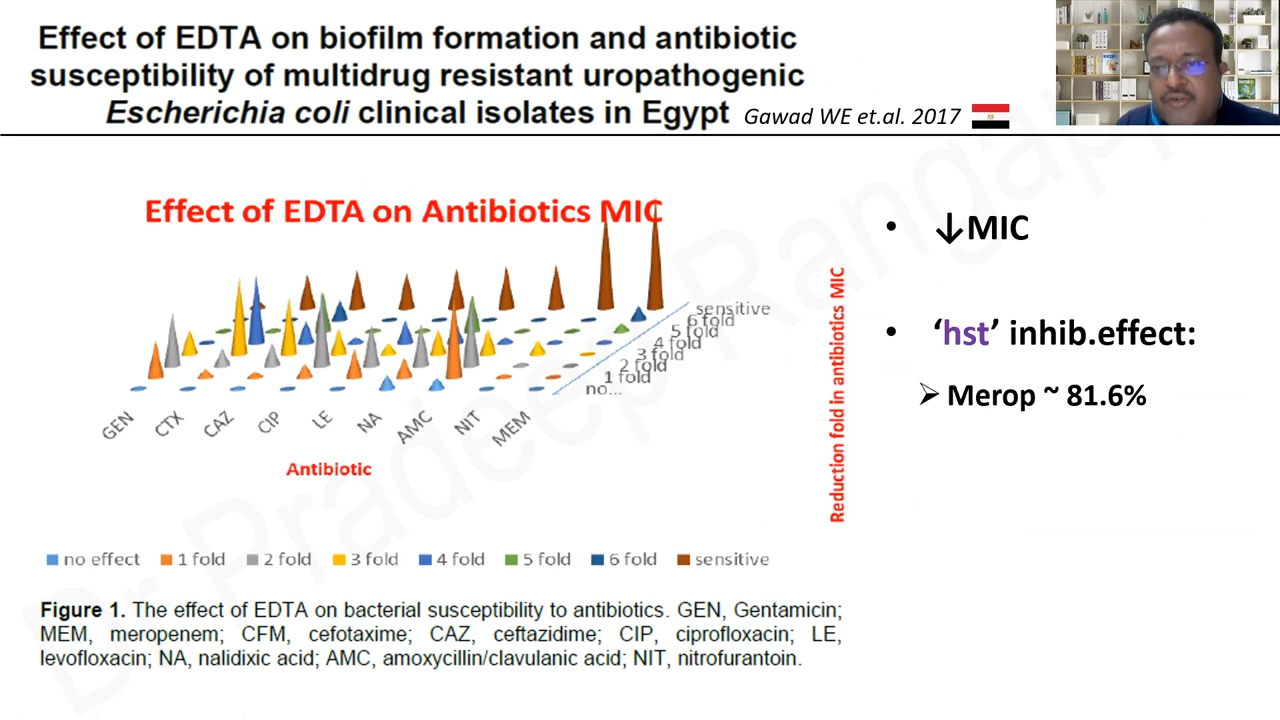 Effect of EDTA on biofilm formation and antibiotic
susceptibility of multidrug resistant uropathogenic
Escherichia coli clinical isolates in Egypt
Gawad WE et.al. 2017
Effect of EDTA on Antibiotics MIC
sensitive
6 fold
5 fold
4 fold
3 fold
2 fold
1 fold
no...
GEN
CTX
CAZ
CIP
LE
NA
AMC
NIT
MEM
Antibiotic
Reduction fold in antibiotics MIC
no effect 1 fold 2 fold 3 fold 4 fold 5 fold 6 fold sensitive
Figure 1. The effect of EDTA on bacterial susceptibility to antibiotics. GEN, Gentamicin;
MEM, meropenem; CFM, cefotaxime; CAZ, ceftazidime; CIP, ciprofloxacin; LE,
levofloxacin; NA, nalidixic acid; AMC, amoxycillin/clavulanic acid; NIT, nitrofurantoin.
• ↓MIC
• ‘hst’ inhib.effect:
➢ Merop ~ 81.6%
Dr Pradeep Rangapp